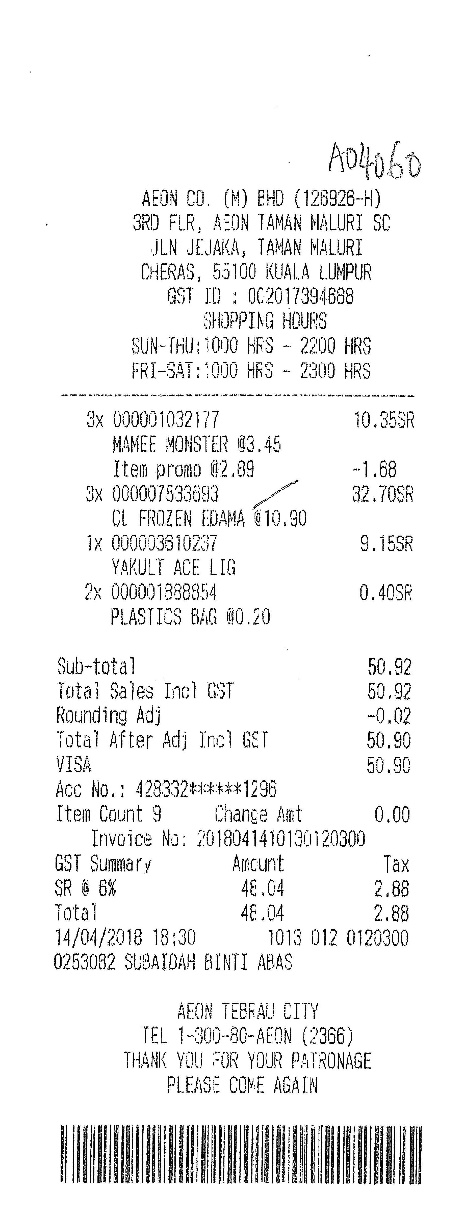 A04060
AEON CO. (M) BHD (126926-H)
3RD FLR, AEON TAMAN MALURI SC
JLN JEJAKA, TAMAN MALURI
CHERAS, 55100 KUALA LUMPUR
GST ID : 002017394688
SHOPPING HOURS
SUN-THU:1000 HRS - 2200 HRS
FRI-SAT:1000 HRS - 2300 HRS
3x 000001032177 10.35SR
MAMEE MONSTER @3.45
Item promo @2.89 -1.68
3x 000007533693 32.70SR
CL FROZEN EDAMA @10.90
1x 000003610237 9.15SR
YAKULT ACE LIG
2x 000001888854 0.40SR
PLASTICS BAG @0.20
Sub-total 50.92
Total Sales Incl GST 50.92
Rounding Adj -0.02
Total After Adj Incl GST 50.90
VISA 50.90
Acc No.: 428332******1296
Item Count 9 Change Amt 0.00
Invoice No: 2018041410130120300
GST Summary Amount Tax
SR @ 6% 48.04 2.88
Total 48.04 2.88
14/04/2018 18:30 1013 012 0120300
0253082 SUBAIDAH BINTI ABAS
AEON TEBRAU CITY
TEL 1-300-80-AEON (2366)
THANK YOU FOR YOUR PATRONAGE
PLEASE COME AGAIN